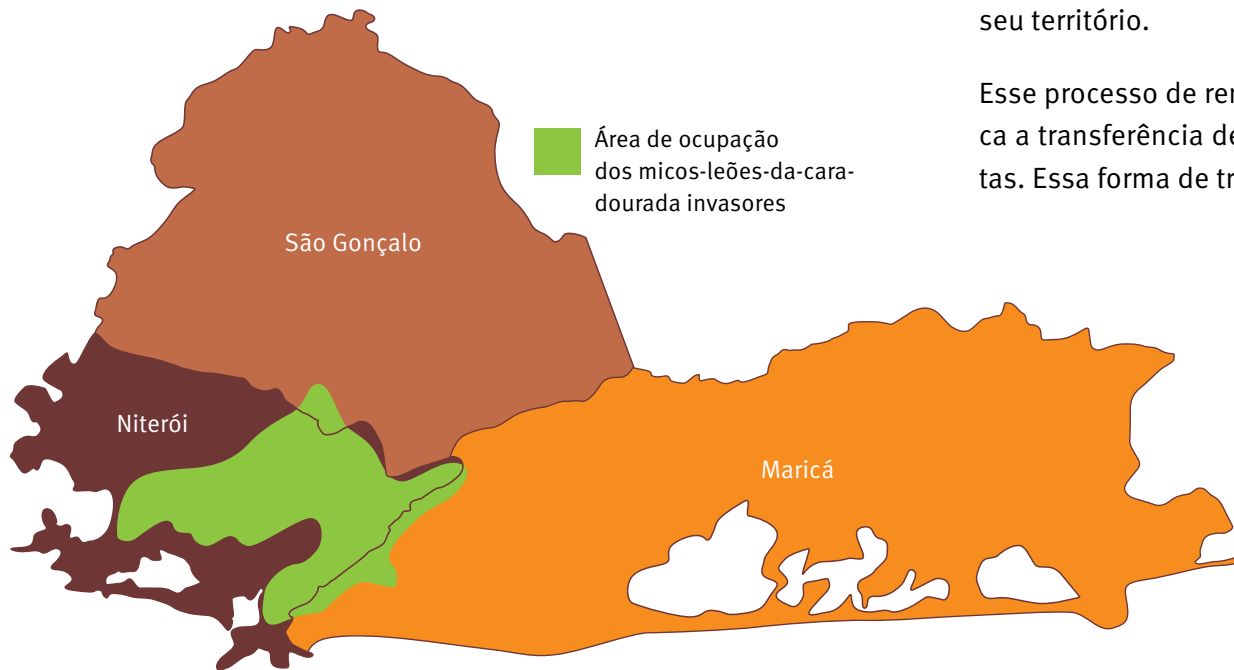 seu território.
Esse processo de
ca a transferência
tas. Essa forma de
Área de ocupação
dos micos-leões-da-cara-
dourada invasores
São Gonçalo
Niterói
Maricá